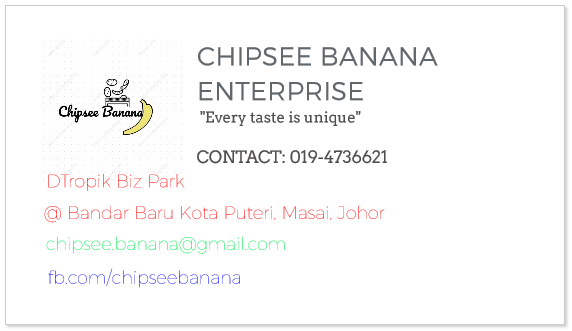 CHIPSEE BANANA
ENTERPRISE
"Every taste is unique"
Chipsee Banana
CONTACT: 019-4736621
DTropik Biz Park
@ Bandar Baru Kota Puteri, Masai, Johor
chipsee.banana@gmail.com
fb.com/chipseebanana